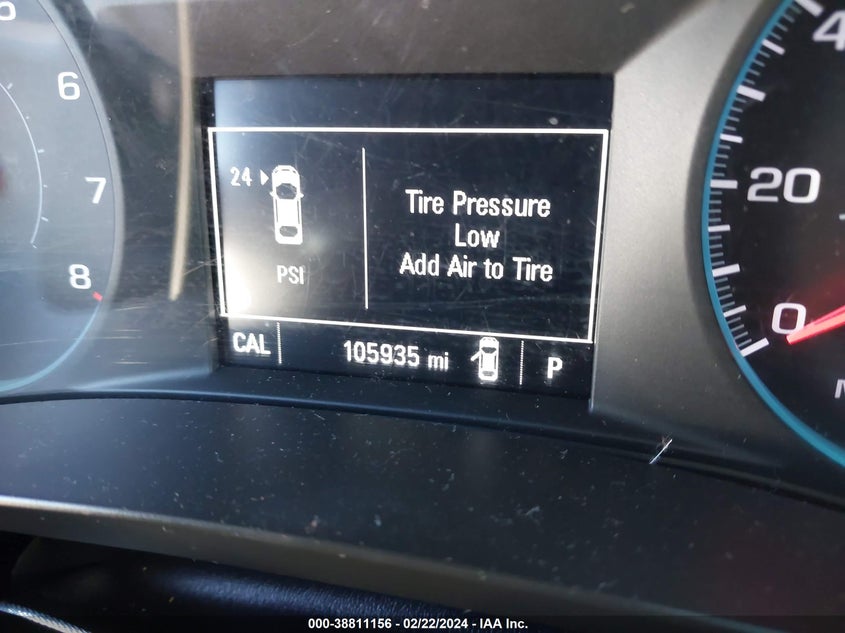 6
7
8
24
PSI
Tire Pressure
Low
Add Air to Tire
CAL
105935 mi
P
20
0
000-38811156 - 02/22/2024 - IAA Inc.